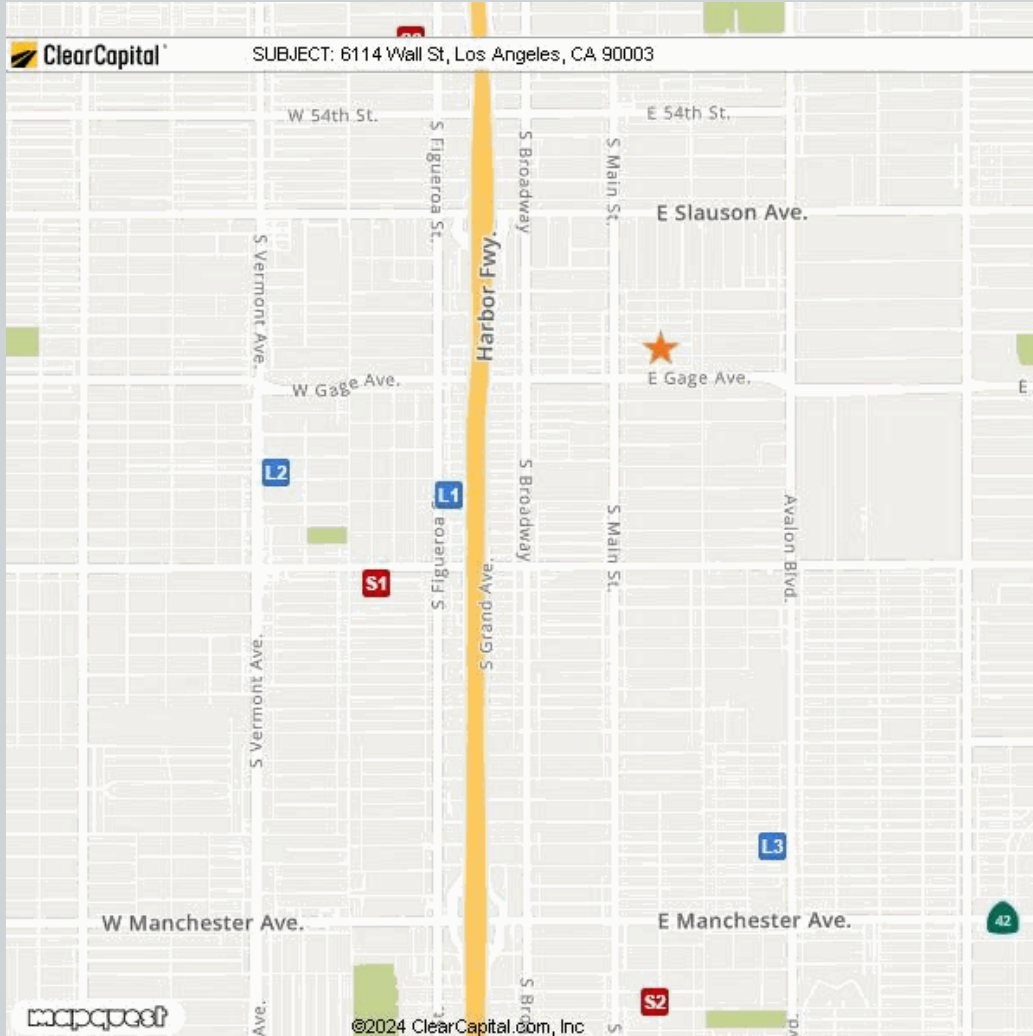 ClearCapital
SUBJECT: 6114 Wall St, Los Angeles, CA 90003
W 54th St.
E 54th St.
S Figueroa St.
S Broadway
S Main St.
E Slauson Ave.
S Vermont Ave.
Harbor Fwy.
W Gage Ave.
E Gage Ave.
E
L2
L1
S Broadway
S Figueroa
S Main St.
Avalon Blvd.
S1
S Grand Ave.
S Vermont Ave.
L3
W Manchester Ave.
E Manchester Ave.
42
S2
S Bro
S
Ave.
mapquest
©2024 ClearCapital.com, Inc